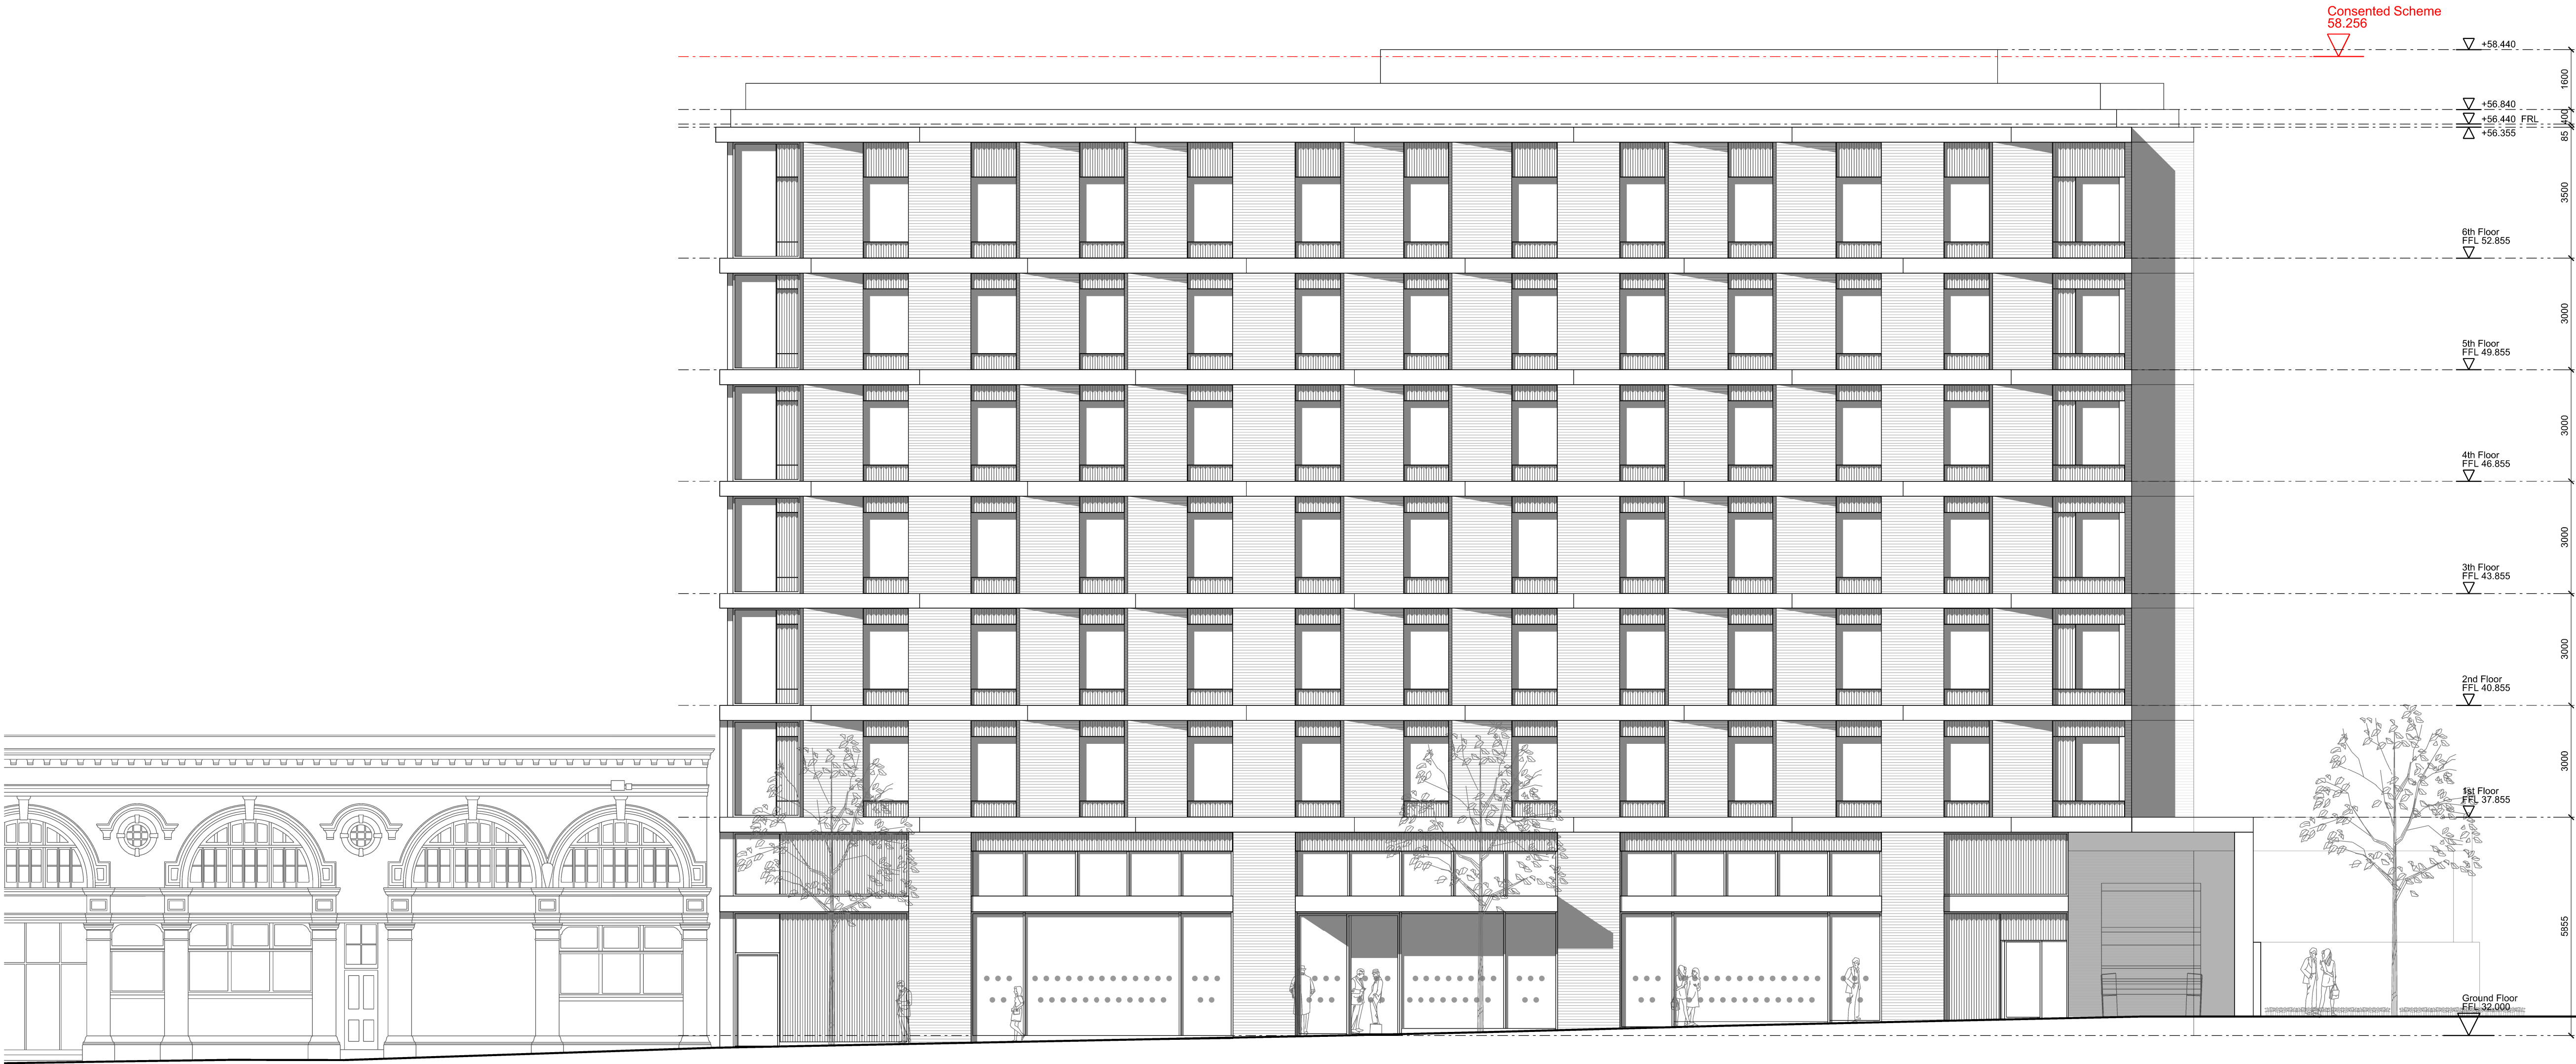 Consented Scheme
58.256
+58.440
1600
+56.840
400
+56.440 FRL
85
+56.355
3500
6th Floor
FFL 52.855
3000
5th Floor
FFL 49.855
3000
4th Floor
FFL 46.855
3000
3th Floor
FFL 43.855
3000
2nd Floor
FFL 40.855
3000
1st Floor
FFL 37.855
5855
Ground Floor
FFL 32.000